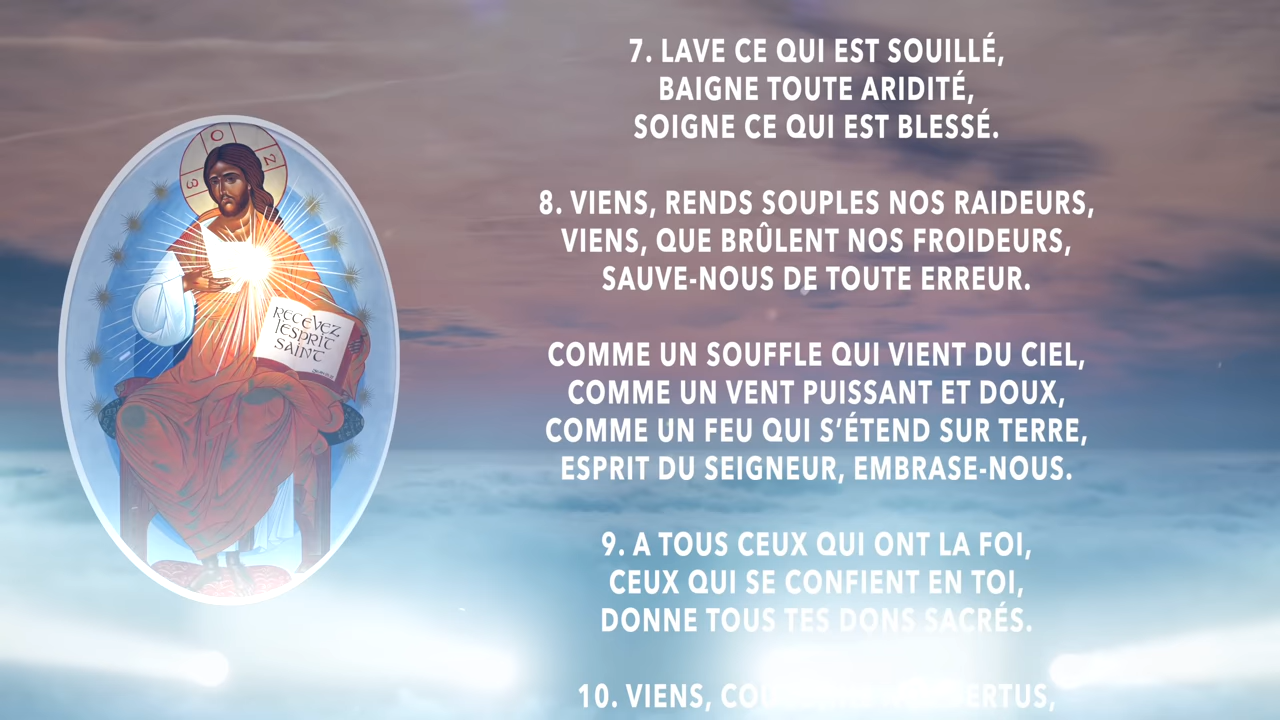 RECEVEZ
L'ESPRIT
SAINT
7. LAVE CE QUI EST SOUILLÉ,
BAIGNE TOUTE ARIDITÉ,
SOIGNE CE QUI EST BLESSÉ.
8. VIENS, RENDS SOUPLES NOS RAIDEURS,
VIENS, QUE BRÛLENT NOS FROIDEURS,
SAUVE-NOUS DE TOUTE ERREUR.
COMME UN SOUFFLE QUI VIENT DU CIEL,
COMME UN VENT PUISSANT ET DOUX,
COMME UN FEU QUI S’ÉTEND SUR TERRE,
ESPRIT DU SEIGNEUR, EMBRASE-NOUS.
9. A TOUS CEUX QUI ONT LA FOI,
CEUX QUI SE CONFIENT EN TOI,
DONNE TOUS TES DONS SACRÉS.
10. VIENS,